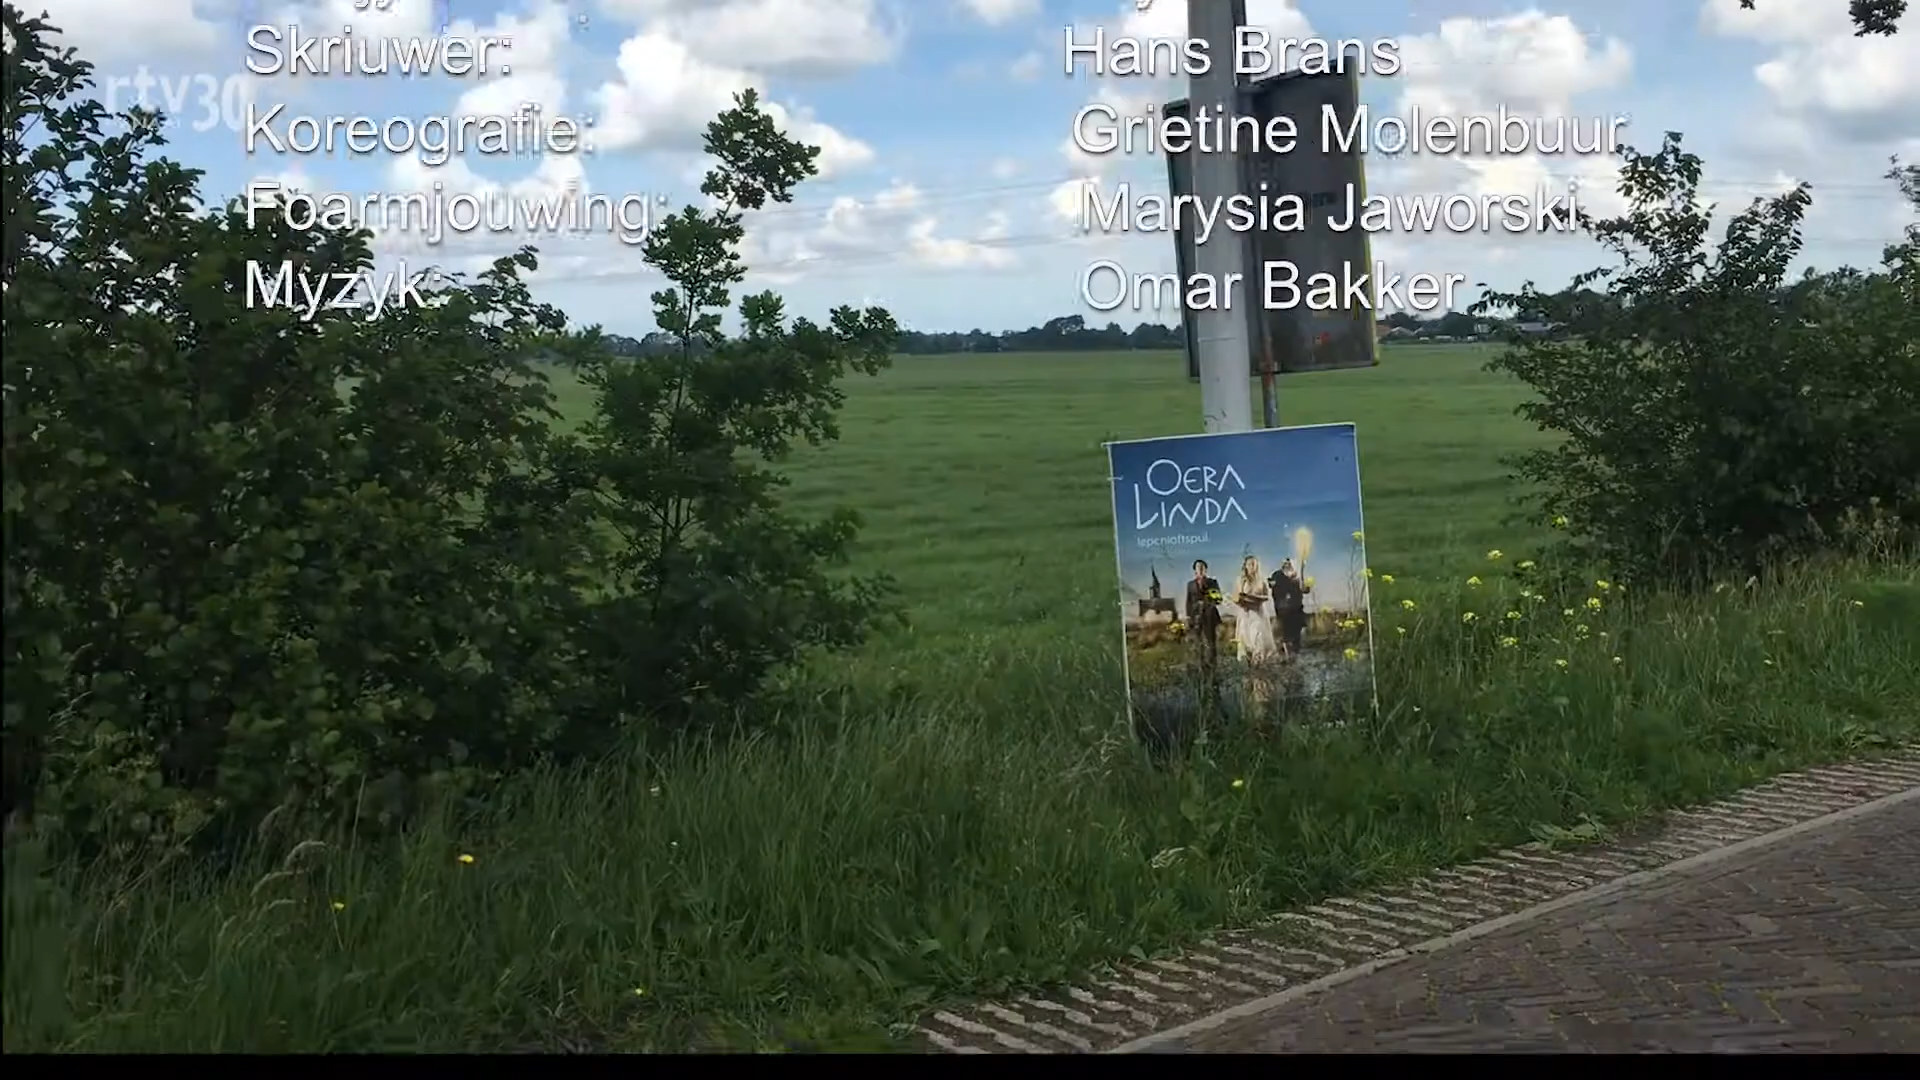 Skriuwer: Hans Brans
rtv30
Koreografie: Grietine Molenbuur
Foarmjouwing: Marysia Jaworski
Myzyk: Omar Bakker
OERA
LINDA
iepenloftspul